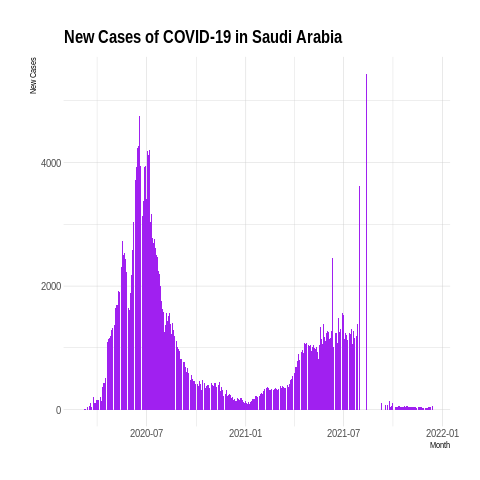 New Cases of COVID-19 in Saudi Arabia
New Cases
4000
2000
0
2020-07 2021-01 2021-07 2022-01
Month